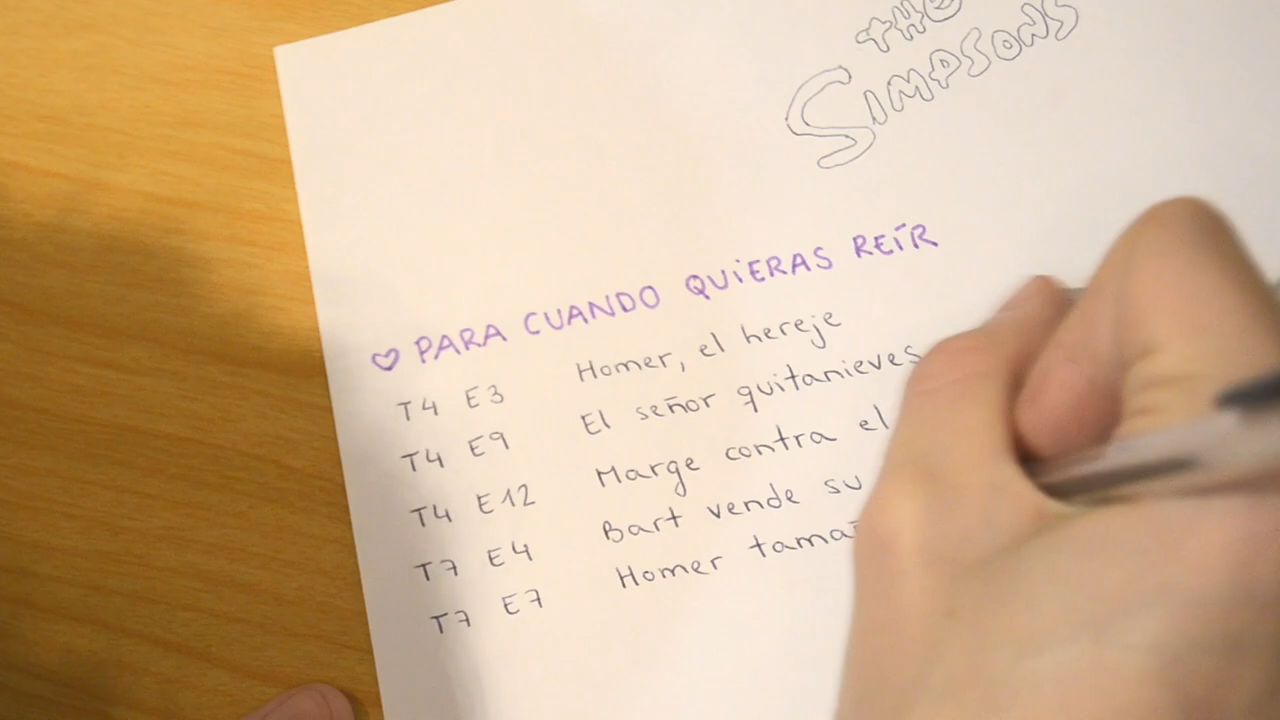 THE
SIMPSONS
♡ PARA CUANDO QUIERAS REÍR
T4 E3 Homer, el hereje
T4 E9 El señor quitanieves
T4 E12 Marge contra el
T7 E4 Bart vende su
T7 E7 Homer